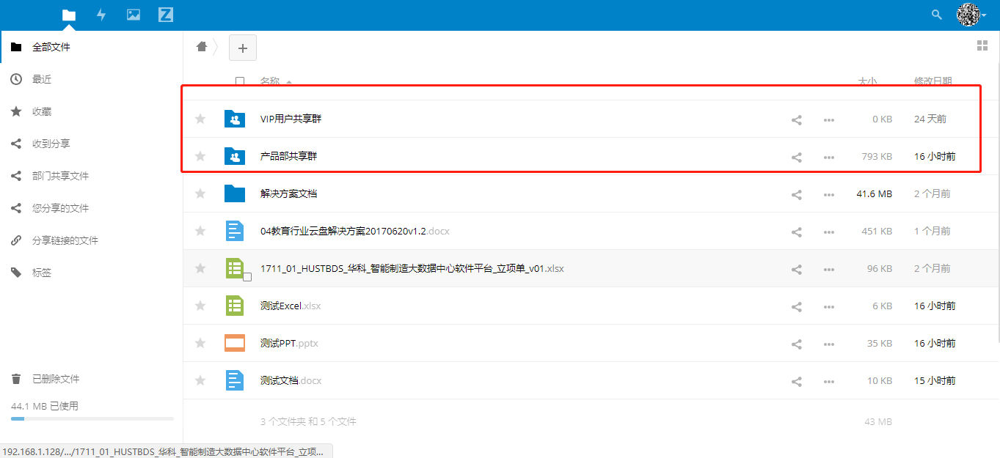 Z
全部文件
最近
收藏
收到分享
部门共享文件
您分享的文件
分享链接的文件
标签
已删除文件
44.1 MB 已使用
名称 大小 修改日期
VIP用户共享群 0 KB 24 天前
产品部共享群 793 KB 16 小时前
解决方案文档 41.6 MB 2 个月前
04教育行业云盘解决方案20170620v1.2.docx 451 KB 1 个月前
1711_01_HUSTBDS_华科_智能制造大数据中心软件平台_立项单_v01.xlsx 96 KB 2 个月前
测试Excel.xlsx 6 KB 16 小时前
测试PPT.pptx 35 KB 16 小时前
测试文档.docx 10 KB 15 小时前
3 个文件夹 和 5 个文件 43 MB
192.168.1.128/.../1711_01_HUSTBDS_华科_智能制造大数据中心软件平台_立项...